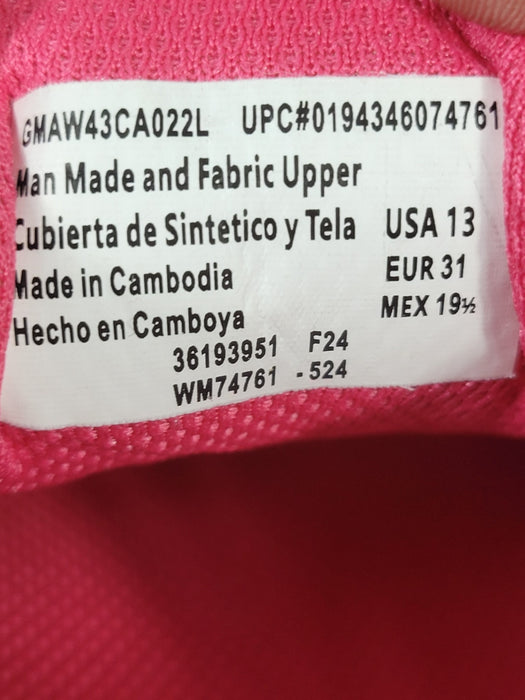 GMAW43CA022L UPC#0194346074761
Man Made and Fabric Upper
Cubierta de Sintetico y Tela USA 13
Made in Cambodia EUR 31
Hecho en Camboya MEX 19½
36193951 F24
WM74761 - 524